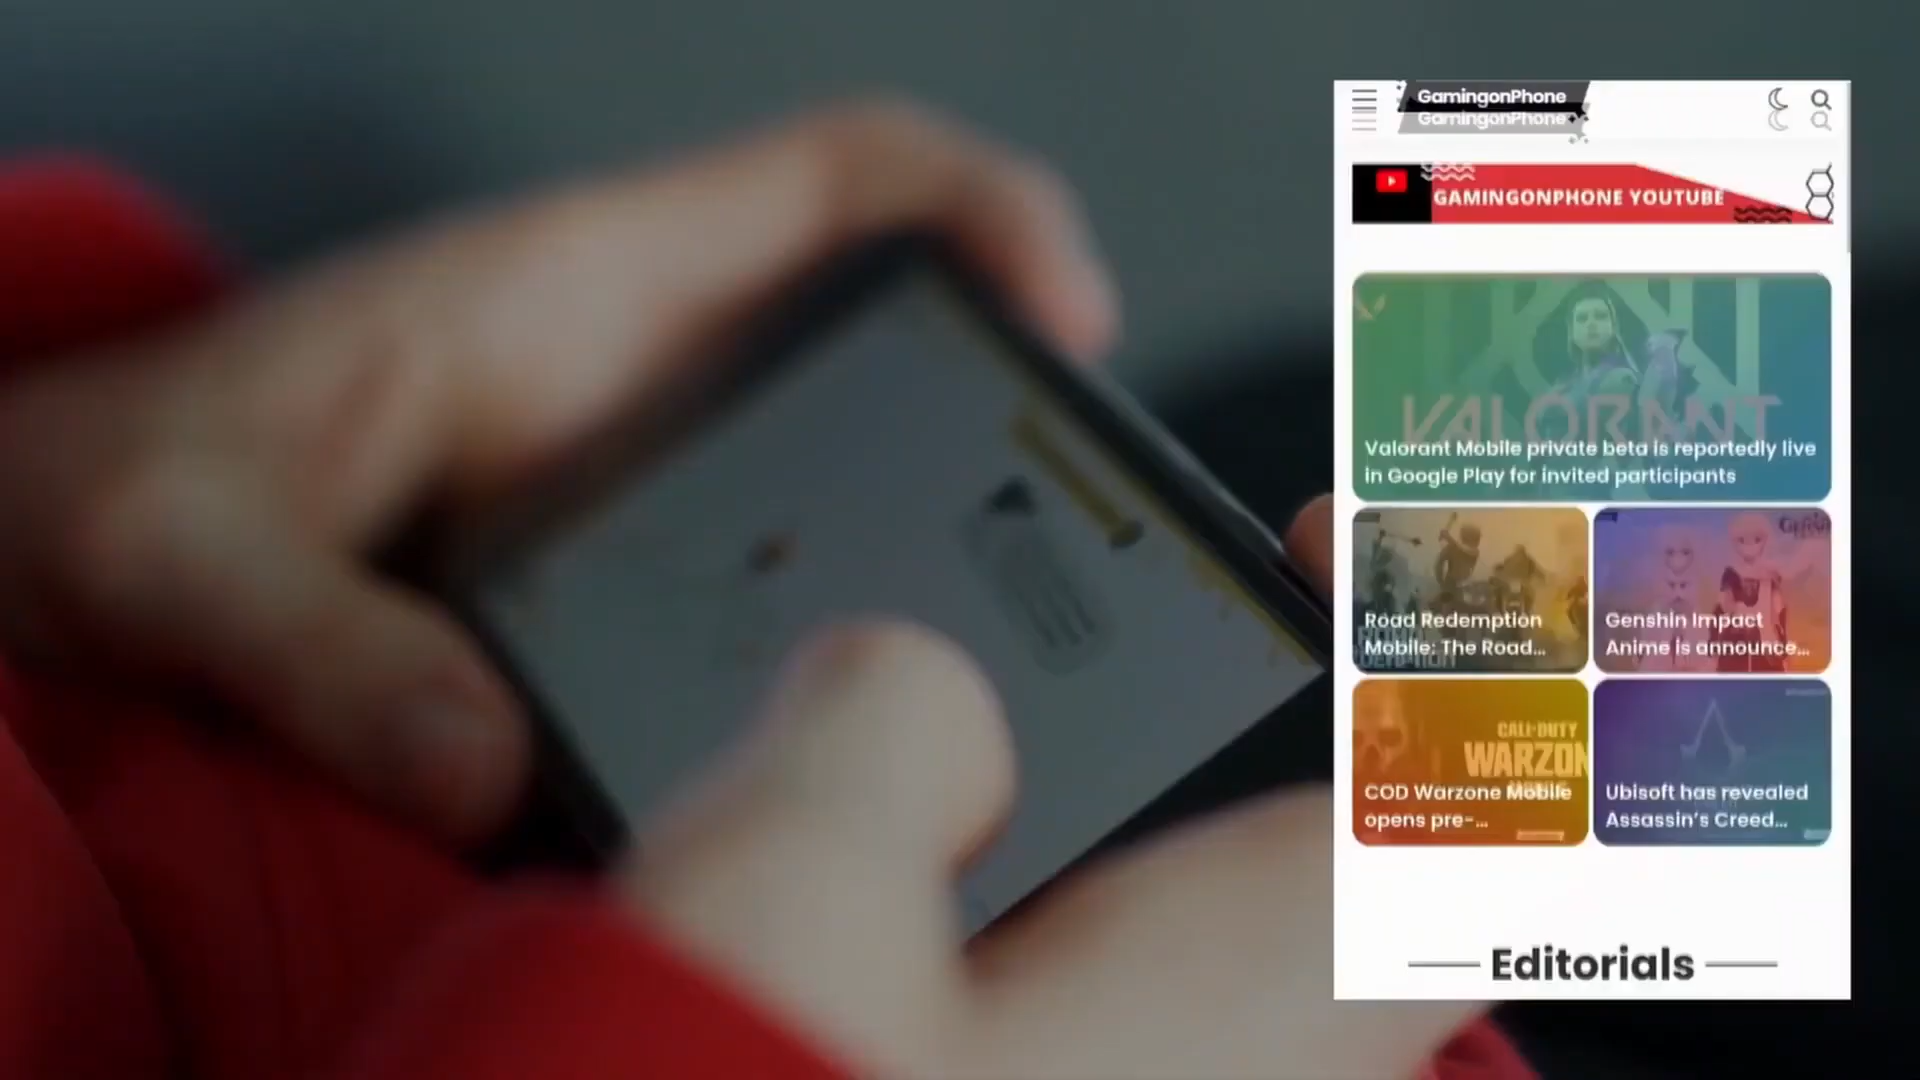 GamingonPhone
GamingonPhone
GAMINGONPHONE YOUTUBE
VALORANT
Valorant Mobile private beta is reportedly live
in Google Play for invited participants
Road Redemption
Mobile: The Road...
Genshin Impact
Anime is announce...
CALL·DUTY
WARZON
COD Warzone Mobile
opens pre-...
Ubisoft has revealed
Assassin's Creed...
Editorials